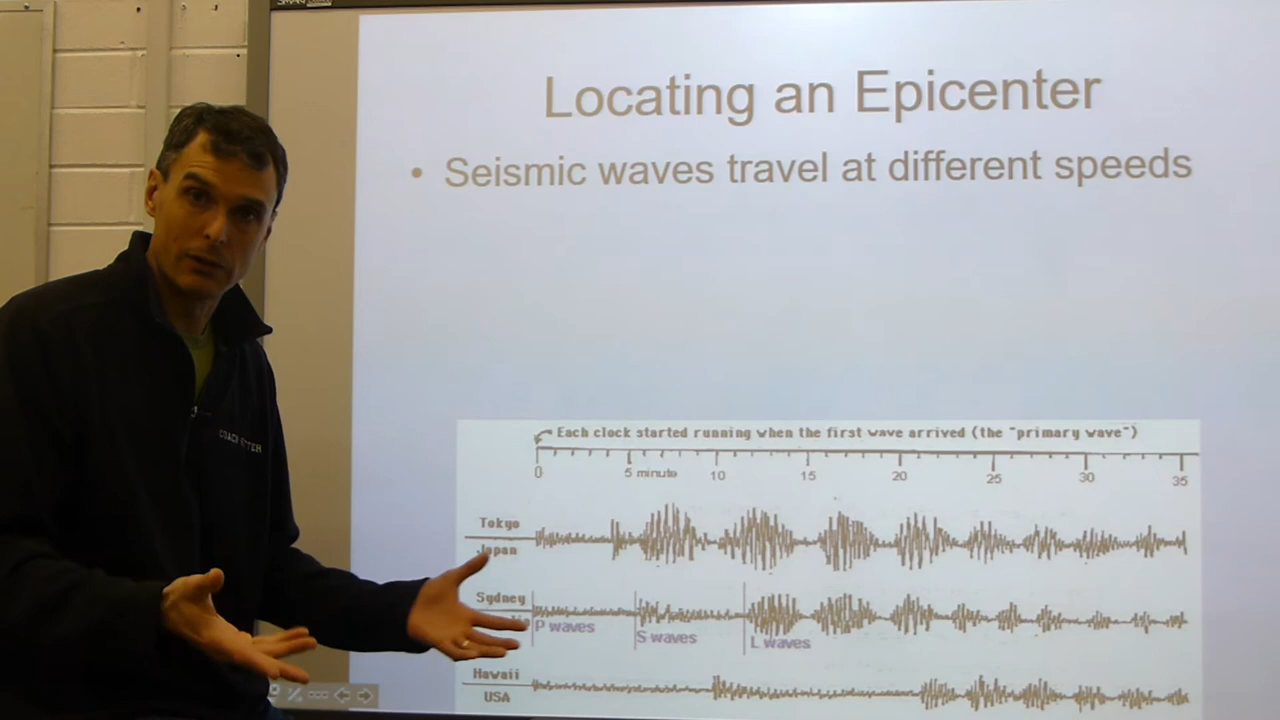 Locating an Epicenter
• Seismic waves travel at different speeds
Each clock started running when the first wave arrived (the "primary wave")
0 5 minute 10 15 20 25 30 35
Tokyo
Japan
Sydney
P waves
S waves
L waves
Hawaii
USA
COACH